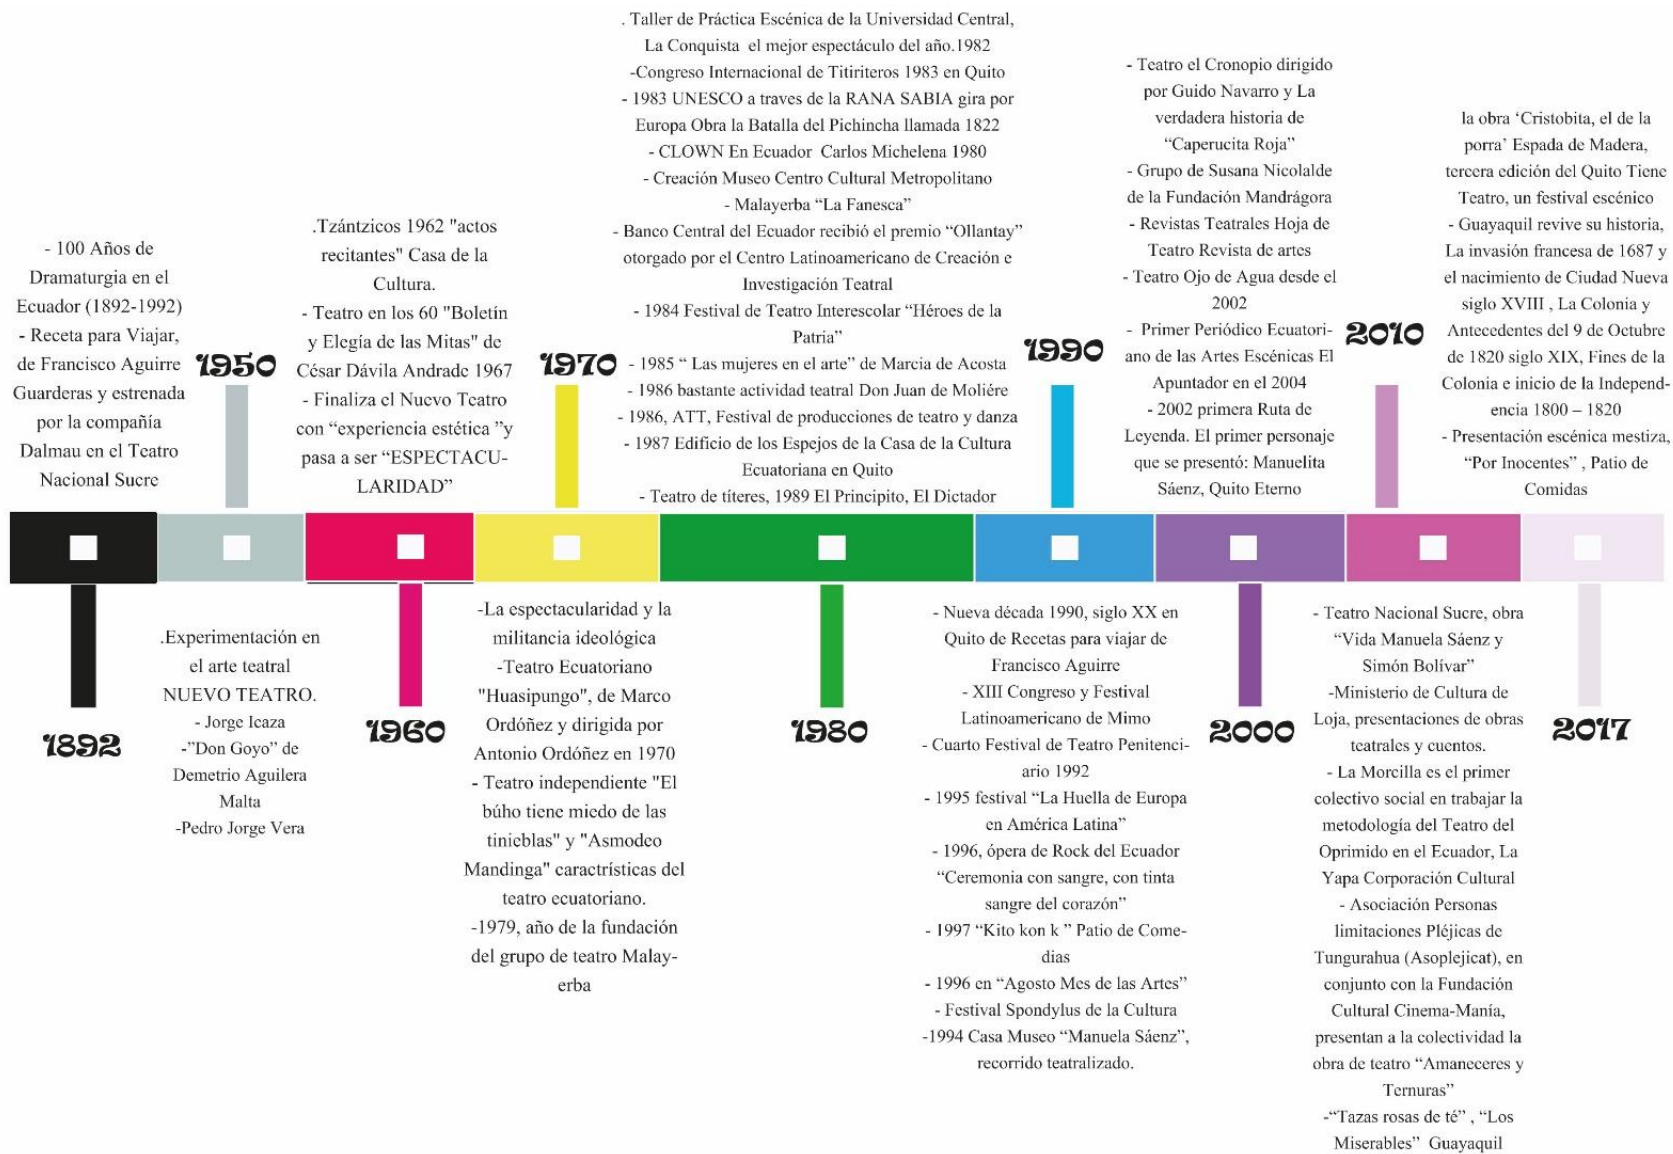 - 100 Años de
Dramaturgia en el
Ecuador (1892-1992)
- Receta para Viajar,
de Francisco Aguirre
Guarderas y estrenada
por la compañía
Dalmau en el Teatro
Nacional Sucre
1892
1950
.Experimentación en
el arte teatral
NUEVO TEATRO.
- Jorge Icaza
-"Don Goyo" de
Demetrio Aguilera
Malta
-Pedro Jorge Vera
.Tzántzicos 1962 "actos
recitantes" Casa de la
Cultura.
- Teatro en los 60 "Boletín
y Elegía de las Mitas" de
César Dávila Andrade 1967
- Finaliza el Nuevo Teatro
con “experiencia estética ”y
pasa a ser “ESPECTACU-
LARIDAD”
1960
1970
-La espectacularidad y la
militancia ideológica
-Teatro Ecuatoriano
"Huasipungo", de Marco
Ordóñez y dirigida por
Antonio Ordóñez en 1970
- Teatro independiente "El
búho tiene miedo de las
tinieblas" y "Asmodeo
Mandinga" caractrísticas del
teatro ecuatoriano.
-1979, año de la fundación
del grupo de teatro Malay-
erba
. Taller de Práctica Escénica de la Universidad Central,
La Conquista el mejor espectáculo del año.1982
-Congreso Internacional de Titiriteros 1983 en Quito
- 1983 UNESCO a traves de la RANA SABIA gira por
Europa Obra la Batalla del Pichincha llamada 1822
- CLOWN En Ecuador Carlos Michelena 1980
- Creación Museo Centro Cultural Metropolitano
- Malayerba “La Fanesca”
- Banco Central del Ecuador recibió el premio “Ollantay”
otorgado por el Centro Latinoamericano de Creación e
Investigación Teatral
- 1984 Festival de Teatro Interescolar “Héroes de la
Patria”
- 1985 “ Las mujeres en el arte” de Marcia de Acosta
- 1986 bastante actividad teatral Don Juan de Moliére
- 1986, ATT, Festival de producciones de teatro y danza
- 1987 Edificio de los Espejos de la Casa de la Cultura
Ecuatoriana en Quito
- Teatro de títeres, 1989 El Principito, El Dictador
1980
1990
- Nueva década 1990, siglo XX en
Quito de Recetas para viajar de
Francisco Aguirre
- XIII Congreso y Festival
Latinoamericano de Mimo
- Cuarto Festival de Teatro Penitenci-
ario 1992
- 1995 festival “La Huella de Europa
en América Latina”
- 1996, ópera de Rock del Ecuador
“Ceremonia con sangre, con tinta
sangre del corazón”
- 1997 “Kito kon k ” Patio de Come-
dias
- 1996 en “Agosto Mes de las Artes”
- Festival Spondylus de la Cultura
-1994 Casa Museo “Manuela Sáenz”,
recorrido teatralizado.
- Teatro el Cronopio dirigido
por Guido Navarro y La
verdadera historia de
“Caperucita Roja”
- Grupo de Susana Nicolalde
de la Fundación Mandrágora
- Revistas Teatrales Hoja de
Teatro Revista de artes
- Teatro Ojo de Agua desde el
2002
- Primer Periódico Ecuatori-
ano de las Artes Escénicas El
Apuntador en el 2004
- 2002 primera Ruta de
Leyenda. El primer personaje
que se presentó: Manuelita
Sáenz, Quito Eterno
2000
2010
- Teatro Nacional Sucre, obra
“Vida Manuela Sáenz y
Simón Bolívar”
-Ministerio de Cultura de
Loja, presentaciones de obras
teatrales y cuentos.
- La Morcilla es el primer
colectivo social en trabajar la
metodología del Teatro del
Oprimido en el Ecuador, La
Yapa Corporación Cultural
- Asociación Personas
limitaciones Pléjicas de
Tungurahua (Asoplejicat), en
conjunto con la Fundación
Cultural Cinema-Manía,
presentan a la colectividad la
obra de teatro “Amaneceres y
Ternuras”
-“Tazas rosas de té” , “Los
Miserables” Guayaquil
la obra ‘Cristobita, el de la
porra’ Espada de Madera,
tercera edición del Quito Tiene
Teatro, un festival escénico
- Guayaquil revive su historia,
La invasión francesa de 1687 y
el nacimiento de Ciudad Nueva
siglo XVIII , La Colonia y
Antecedentes del 9 de Octubre
de 1820 siglo XIX, Fines de la
Colonia e inicio de la Independ-
encia 1800 – 1820
- Presentación escénica mestiza,
“Por Inocentes” , Patio de
Comidas
2017